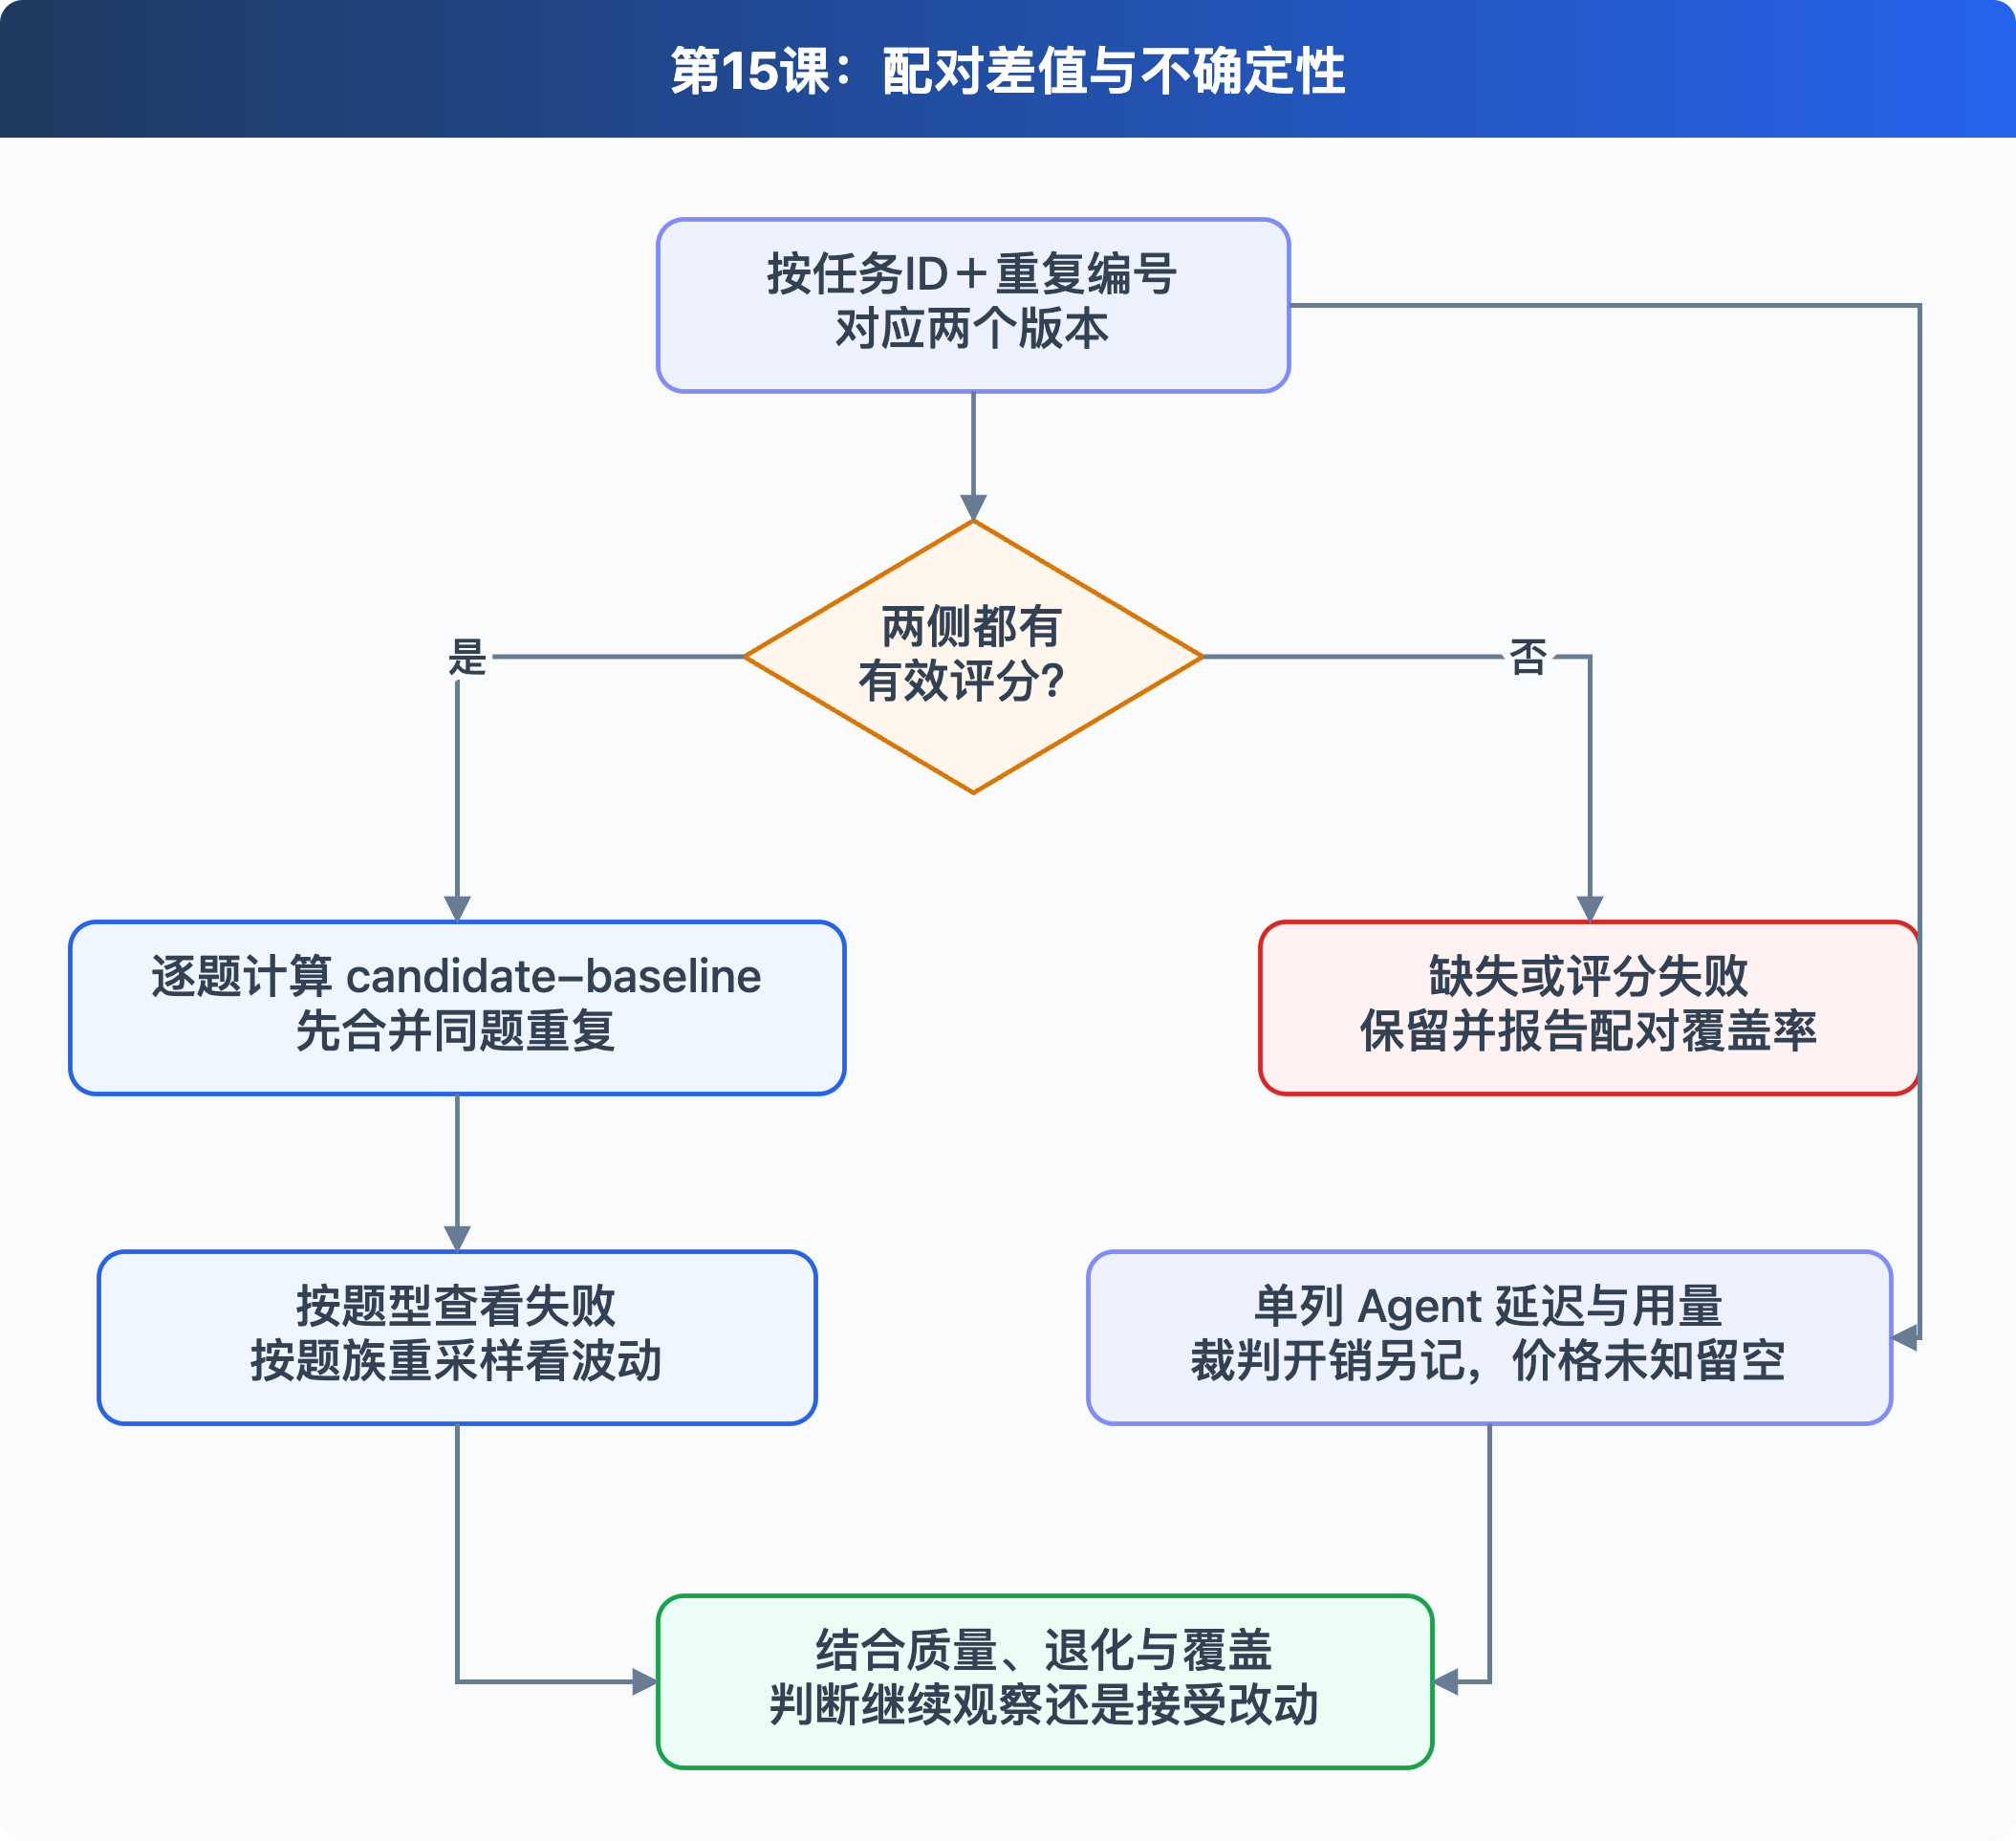 第15课：配对差值与不确定性
按任务ID＋重复编号
对应两个版本
两侧都有
有效评分？
是
否
逐题计算 candidate−baseline
先合并同题重复
缺失或评分失败
保留并报告配对覆盖率
按题型查看失败
按题族重采样看波动
单列 Agent 延迟与用量
裁判开销另记，价格未知留空
结合质量、退化与覆盖
判断继续观察还是接受改动